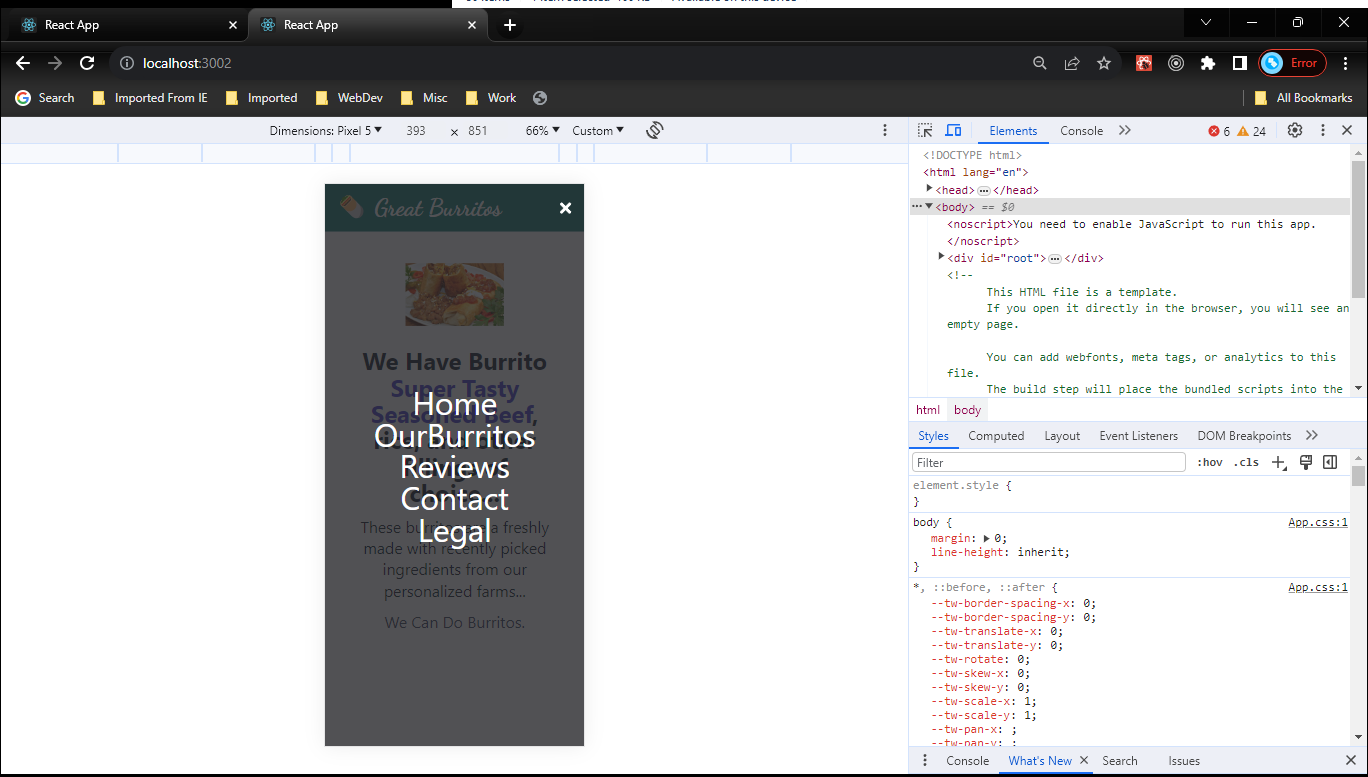 React App
React App
localhost:3002
Error
Search
Imported From IE
Imported
WebDev
Misc
Work
All Bookmarks
Dimensions: Pixel 5
393 × 851
66%
Custom
Great Burritos
We Have Burrito
Super Tasty
Seasoned Beef,
Home
OurBurritos
Reviews
Contact
Legal
These burritos are a freshly
made with recently picked
ingredients from our
personalized farms...
We Can Do Burritos.
Elements
Console
6
24
<!DOCTYPE html>
<html lang="en">
<head>…</head>
<body> == $0
<noscript>You need to enable JavaScript to run this app.
</noscript>
<div id="root">…</div>
<!--
This HTML file is a template.
If you open it directly in the browser, you will see an
empty page.
You can add webfonts, meta tags, or analytics to this
file.
The build step will place the bundled scripts into the
html
body
Styles
Computed
Layout
Event Listeners
DOM Breakpoints
Filter
:hov
.cls
element.style {
}
body {
App.css:1
margin: 0;
line-height: inherit;
}
*, ::before, ::after {
App.css:1
--tw-border-spacing-x: 0;
--tw-border-spacing-y: 0;
--tw-translate-x: 0;
--tw-translate-y: 0;
--tw-rotate: 0;
--tw-skew-x: 0;
--tw-skew-y: 0;
--tw-scale-x: 1;
--tw-scale-y: 1;
--tw-pan-x: ;
--tw-pan-y: ;
Console
What's New
Search
Issues